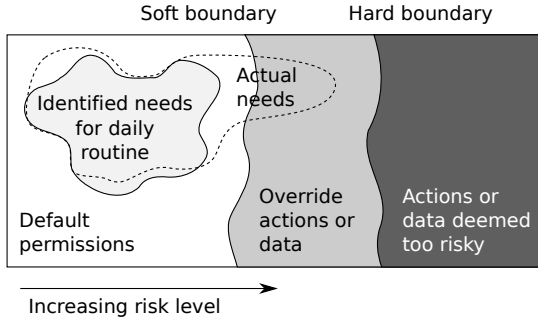 Soft boundary
Hard boundary
Identified needs
for daily
routine
Actual
needs
Default
permissions
Override
actions or
data
Actions or
data deemed
too risky
Increasing risk level